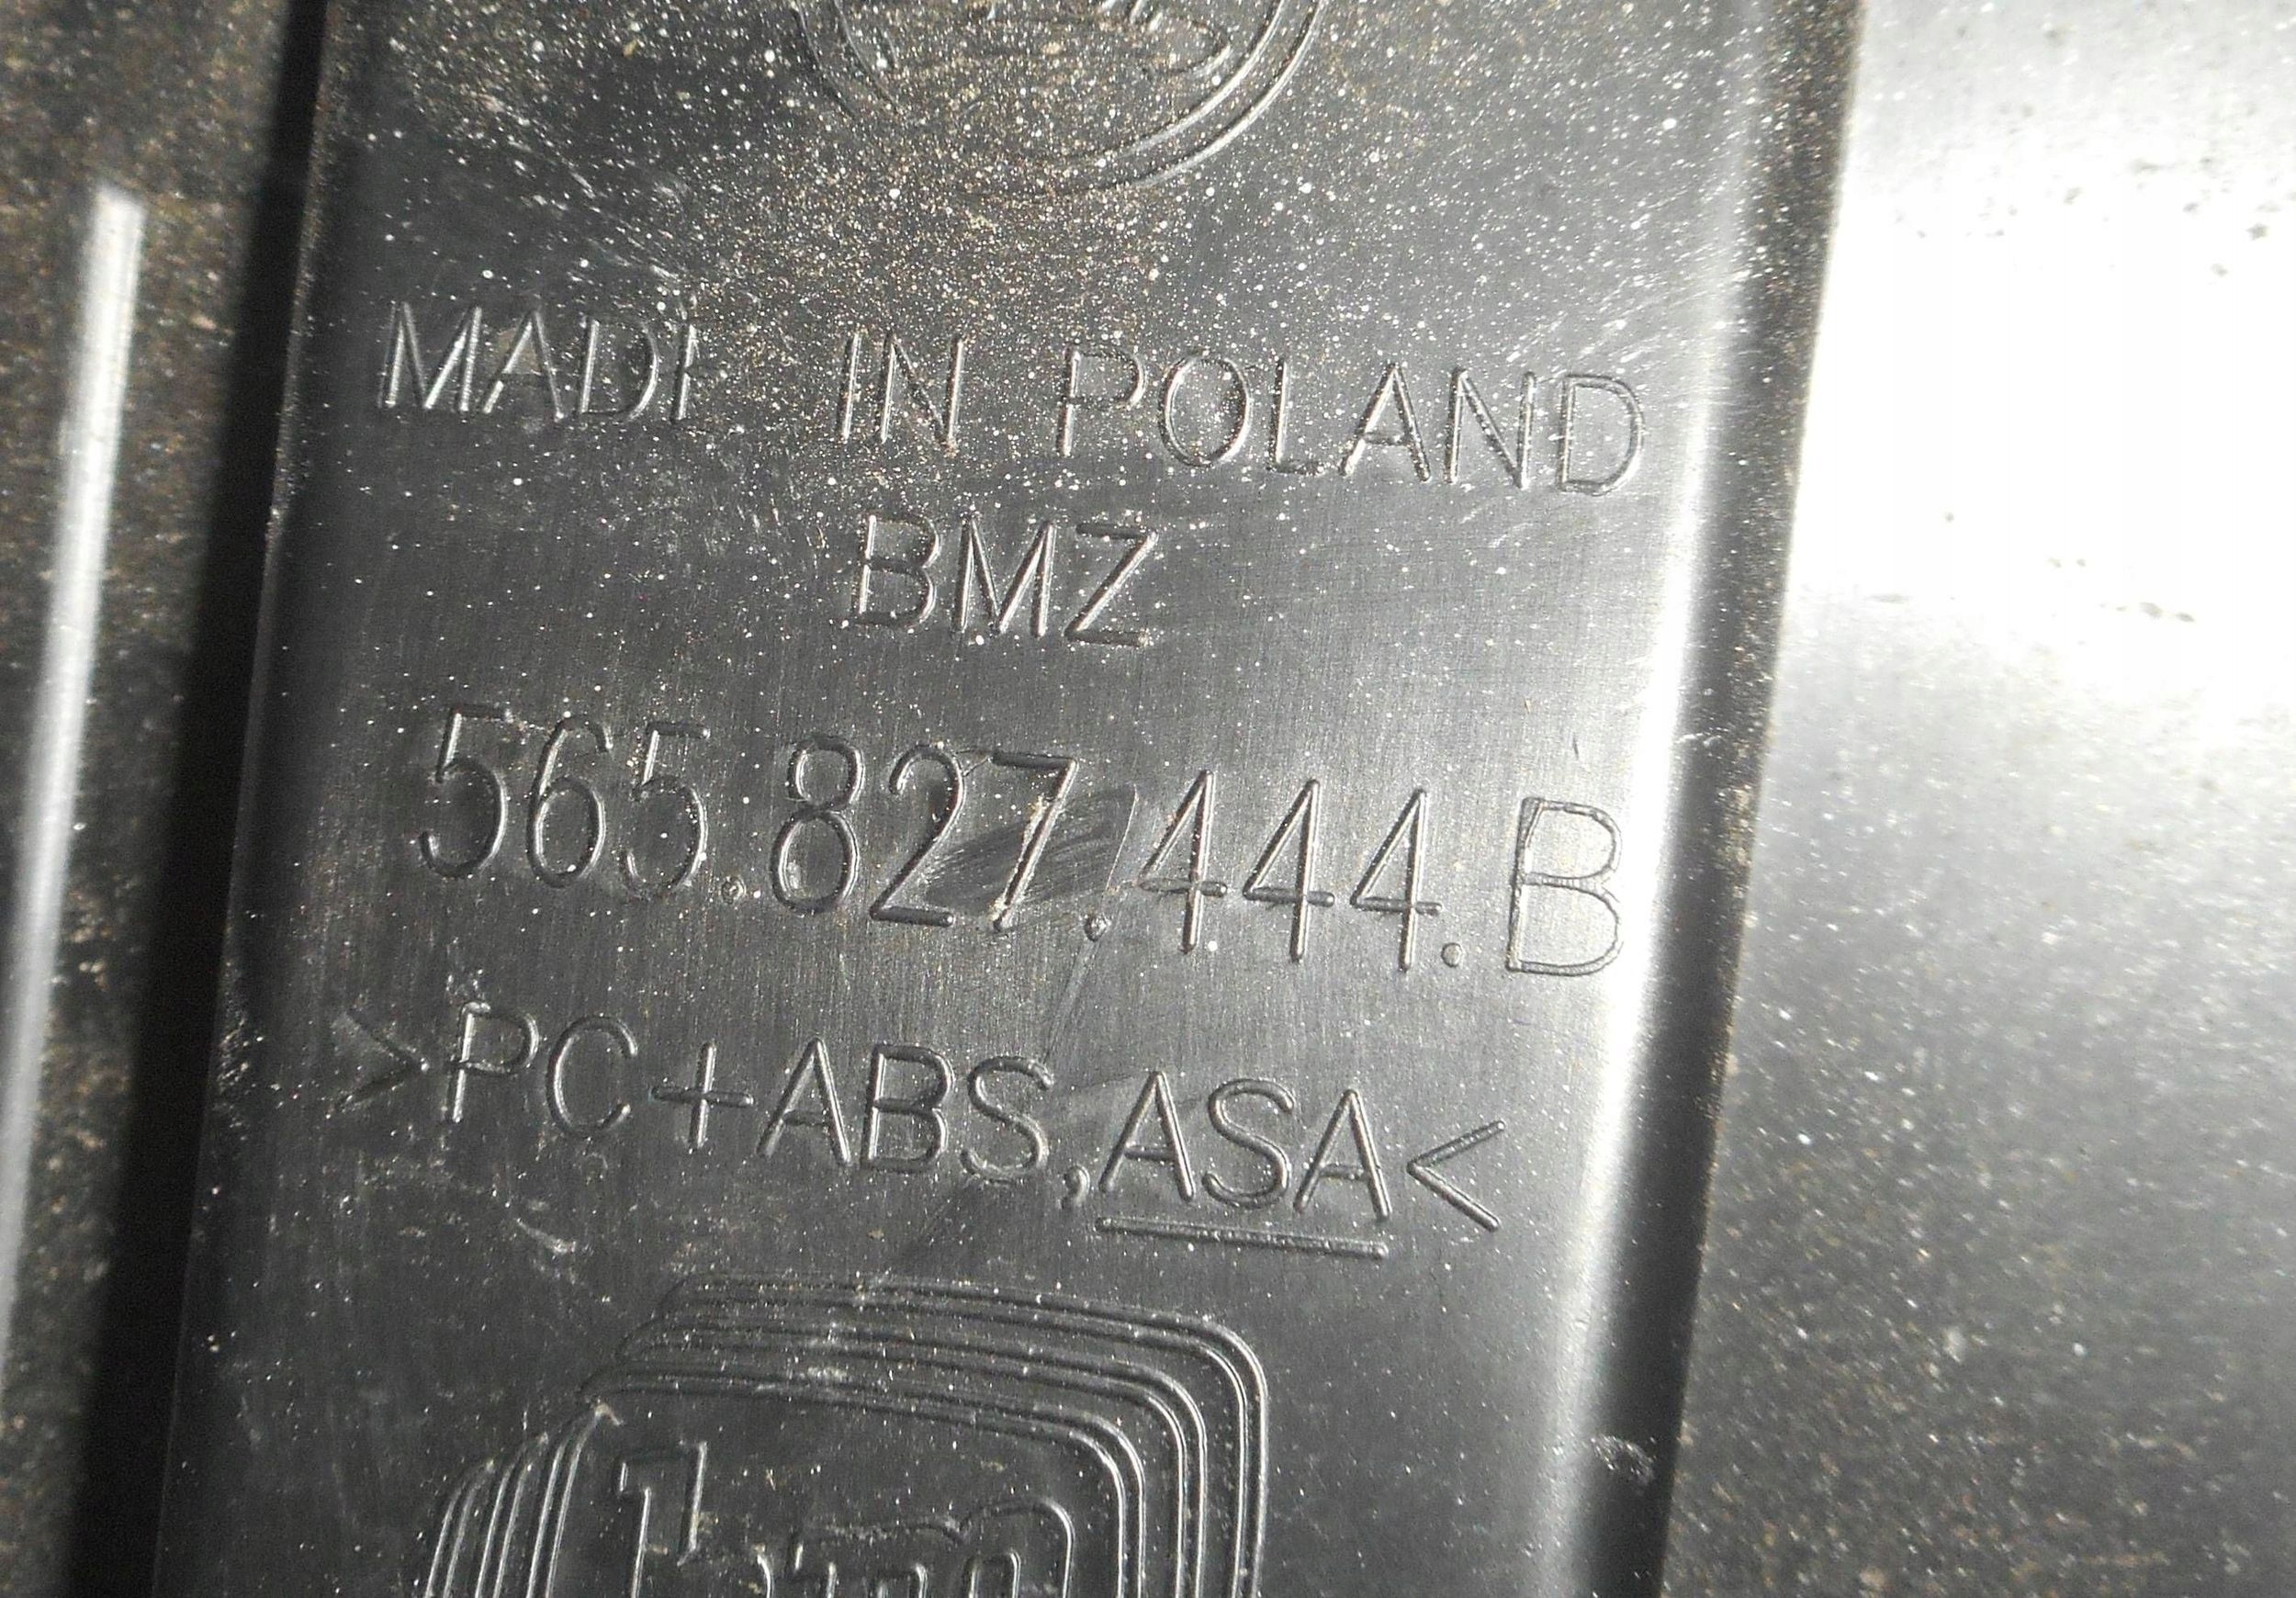 MADE IN POLAND
BMZ
565.827.444.B
>PC+ABS,ASA<